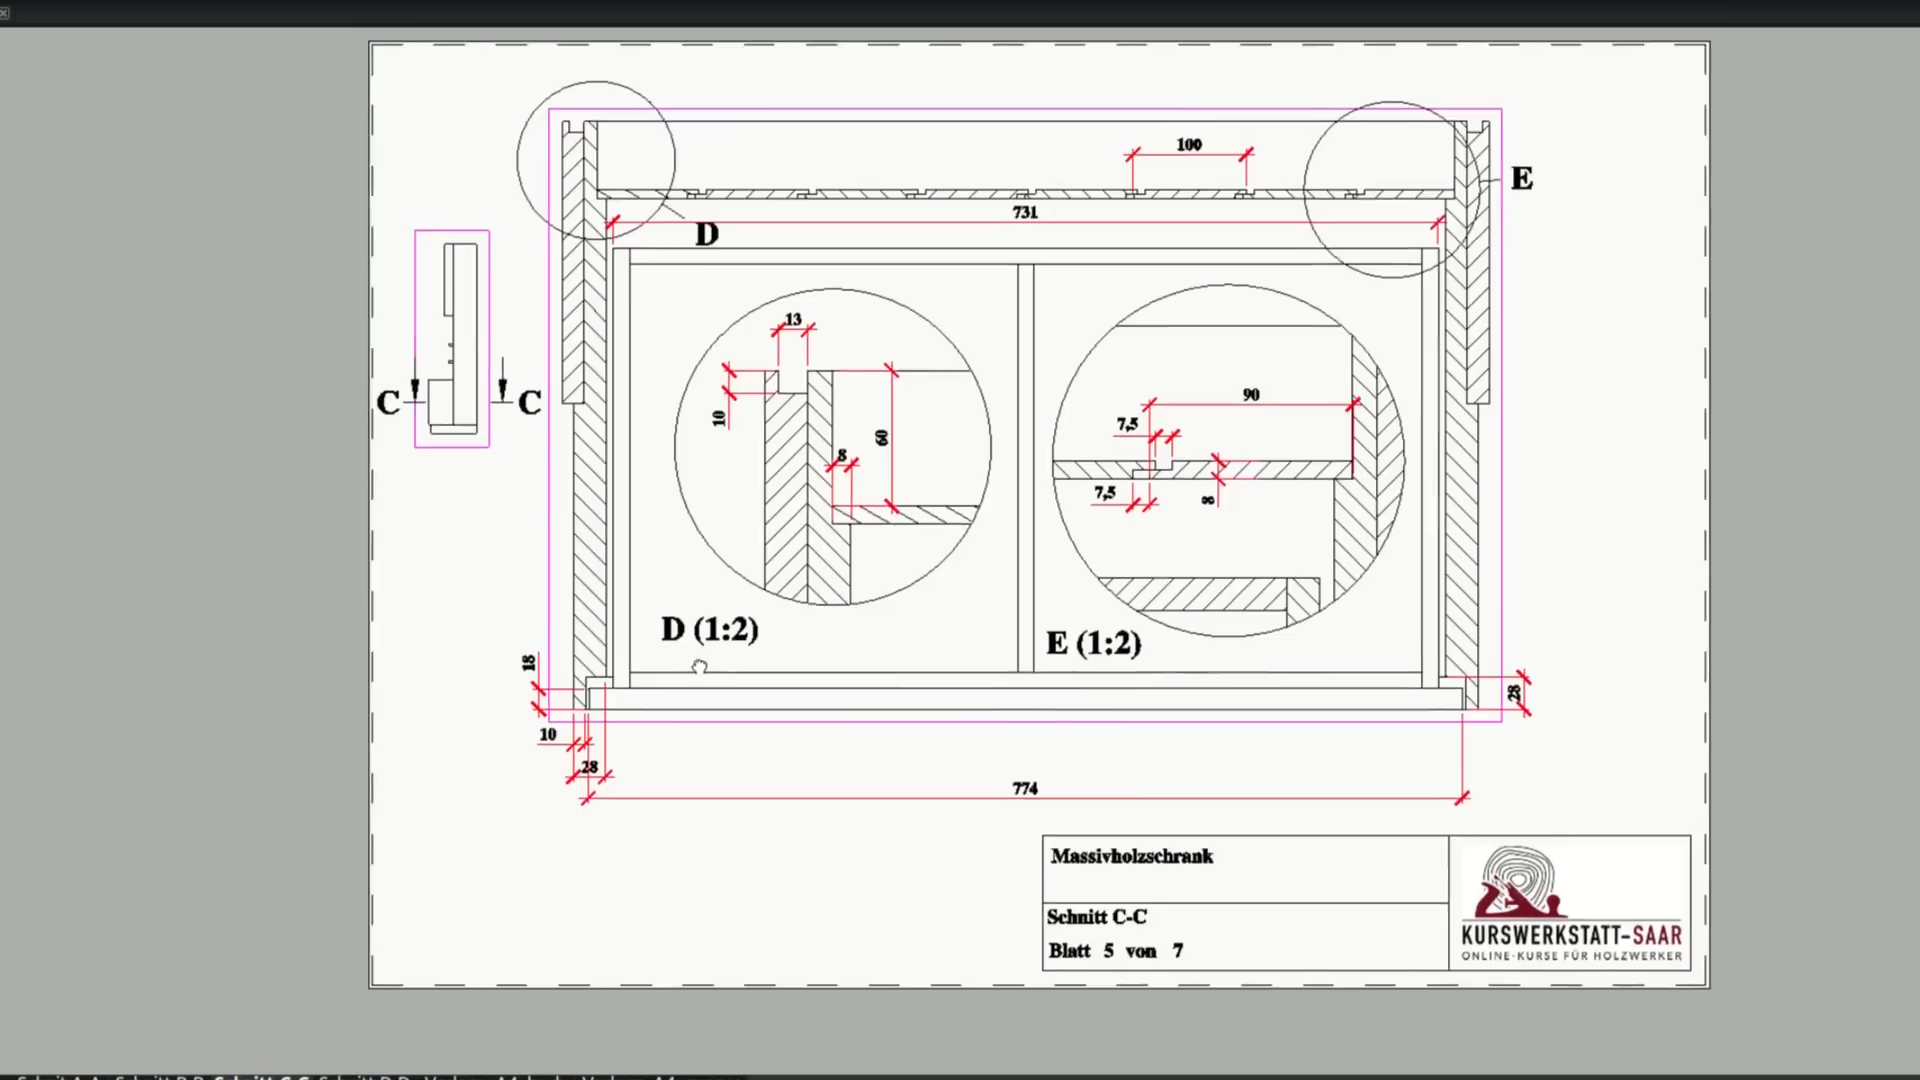 100
E
731
D
13
10
60
8
90
7,5
7,5
8
C
C
D (1:2)
E (1:2)
18
28
10
28
774
Massivholzschrank
Schnitt C-C
Blatt 5 von 7
KURSWERKSTATT-SAAR
ONLINE-KURSE FÜR HOLZWERKER